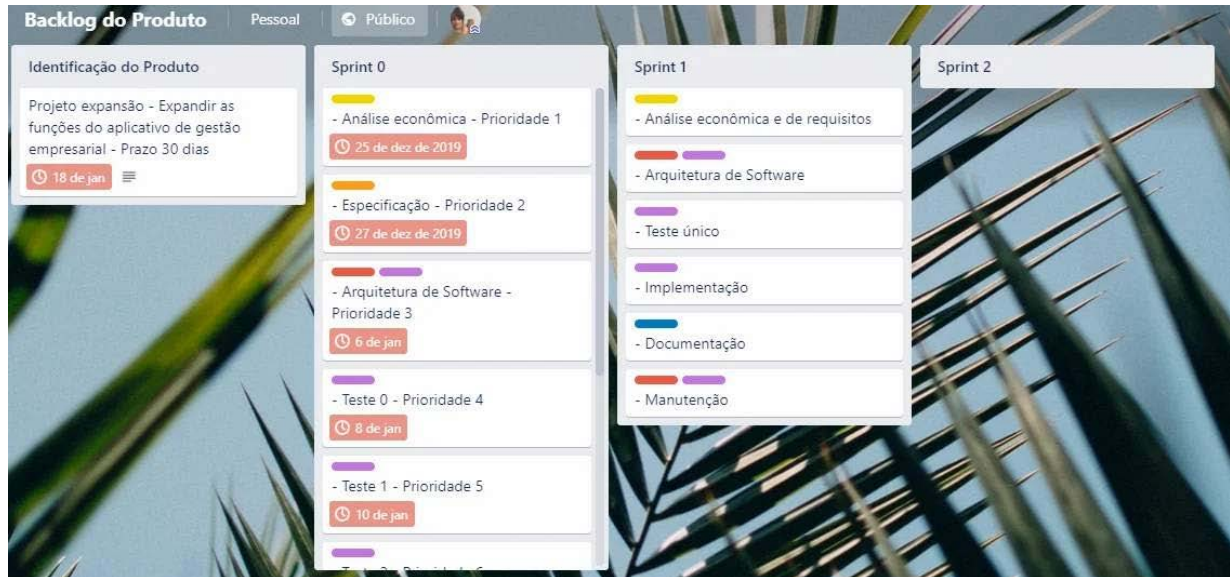 Backlog do Produto
Pessoal
Público
Identificação do Produto
Projeto expansão - Expandir as
funções do aplicativo de gestão
empresarial - Prazo 30 dias
18 de jan
Sprint 0
- Análise econômica - Prioridade 1
25 de dez de 2019
- Especificação - Prioridade 2
27 de dez de 2019
- Arquitetura de Software -
Prioridade 3
6 de jan
- Teste 0 - Prioridade 4
8 de jan
- Teste 1 - Prioridade 5
10 de jan
Sprint 1
- Análise econômica e de requisitos
- Arquitetura de Software
- Teste único
- Implementação
- Documentação
- Manutenção
Sprint 2